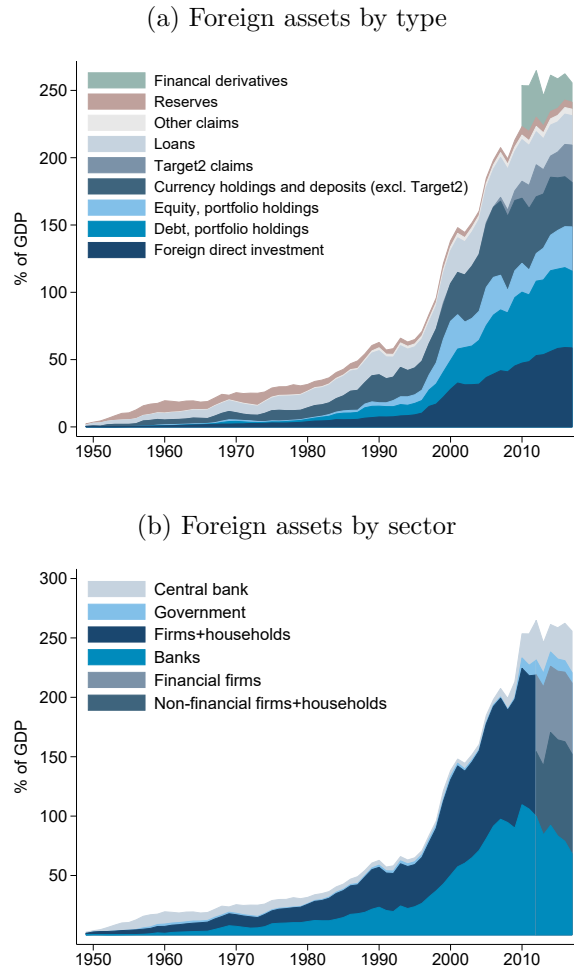 (a) Foreign assets by type
% of GDP
250
200
150
100
50
0
Financal derivatives
Reserves
Other claims
Loans
Target2 claims
Currency holdings and deposits (excl. Target2)
Equity, portfolio holdings
Debt, portfolio holdings
Foreign direct investment
1950 1960 1970 1980 1990 2000 2010
(b) Foreign assets by sector
% of GDP
300
250
200
150
100
50
Central bank
Government
Firms+households
Banks
Financial firms
Non-financial firms+households
1950 1960 1970 1980 1990 2000 2010